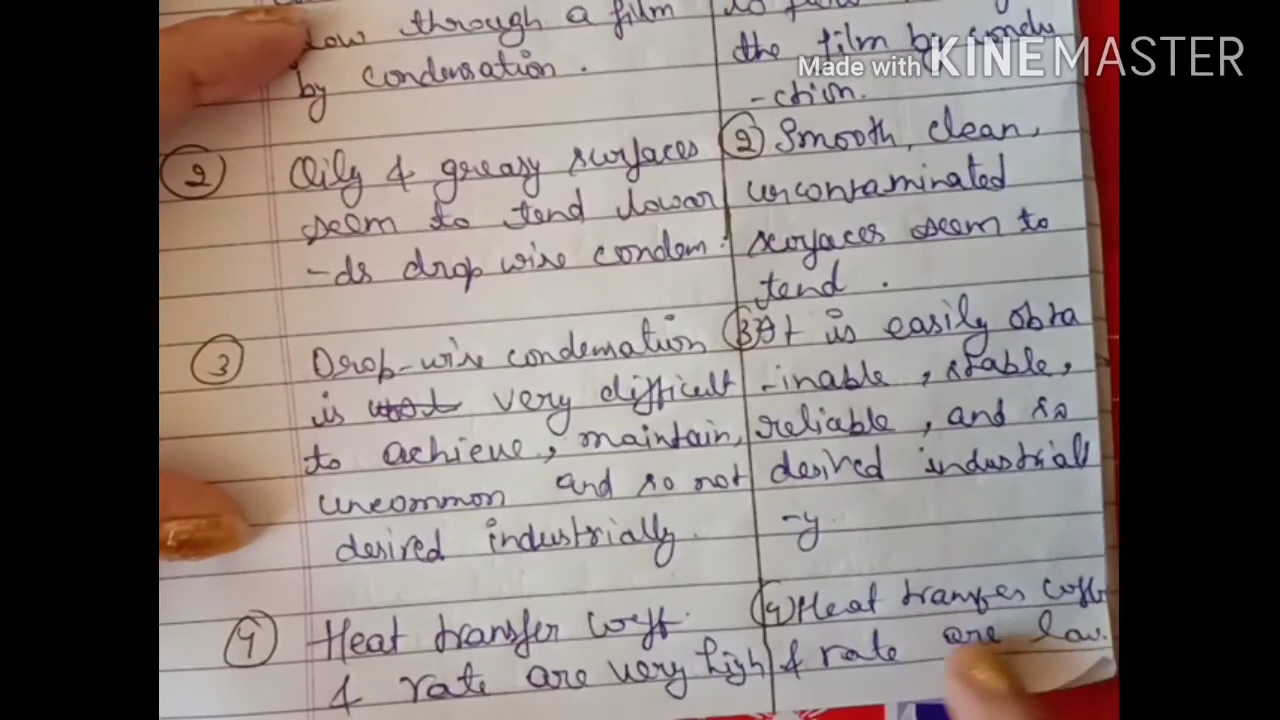 low through a film
by condensation.
② Oily & greasy surfaces
seem to tend lowar
-ds drop wise conden.
③ Drop-wise condensation
is very difficult
to achieve, maintain,
uncommon and so not
desired industrially.
④ Heat transfer coeff.
& rate are very high
the film by condu
-ction.
② Smooth, clean,
uncontaminated
surfaces seem to
tend.
③ It is easily obta
-inable, stable,
reliable, and so
desired industriall
-y.
④ Heat transfer coeff.
& rate are low.
Made with KINEMASTER